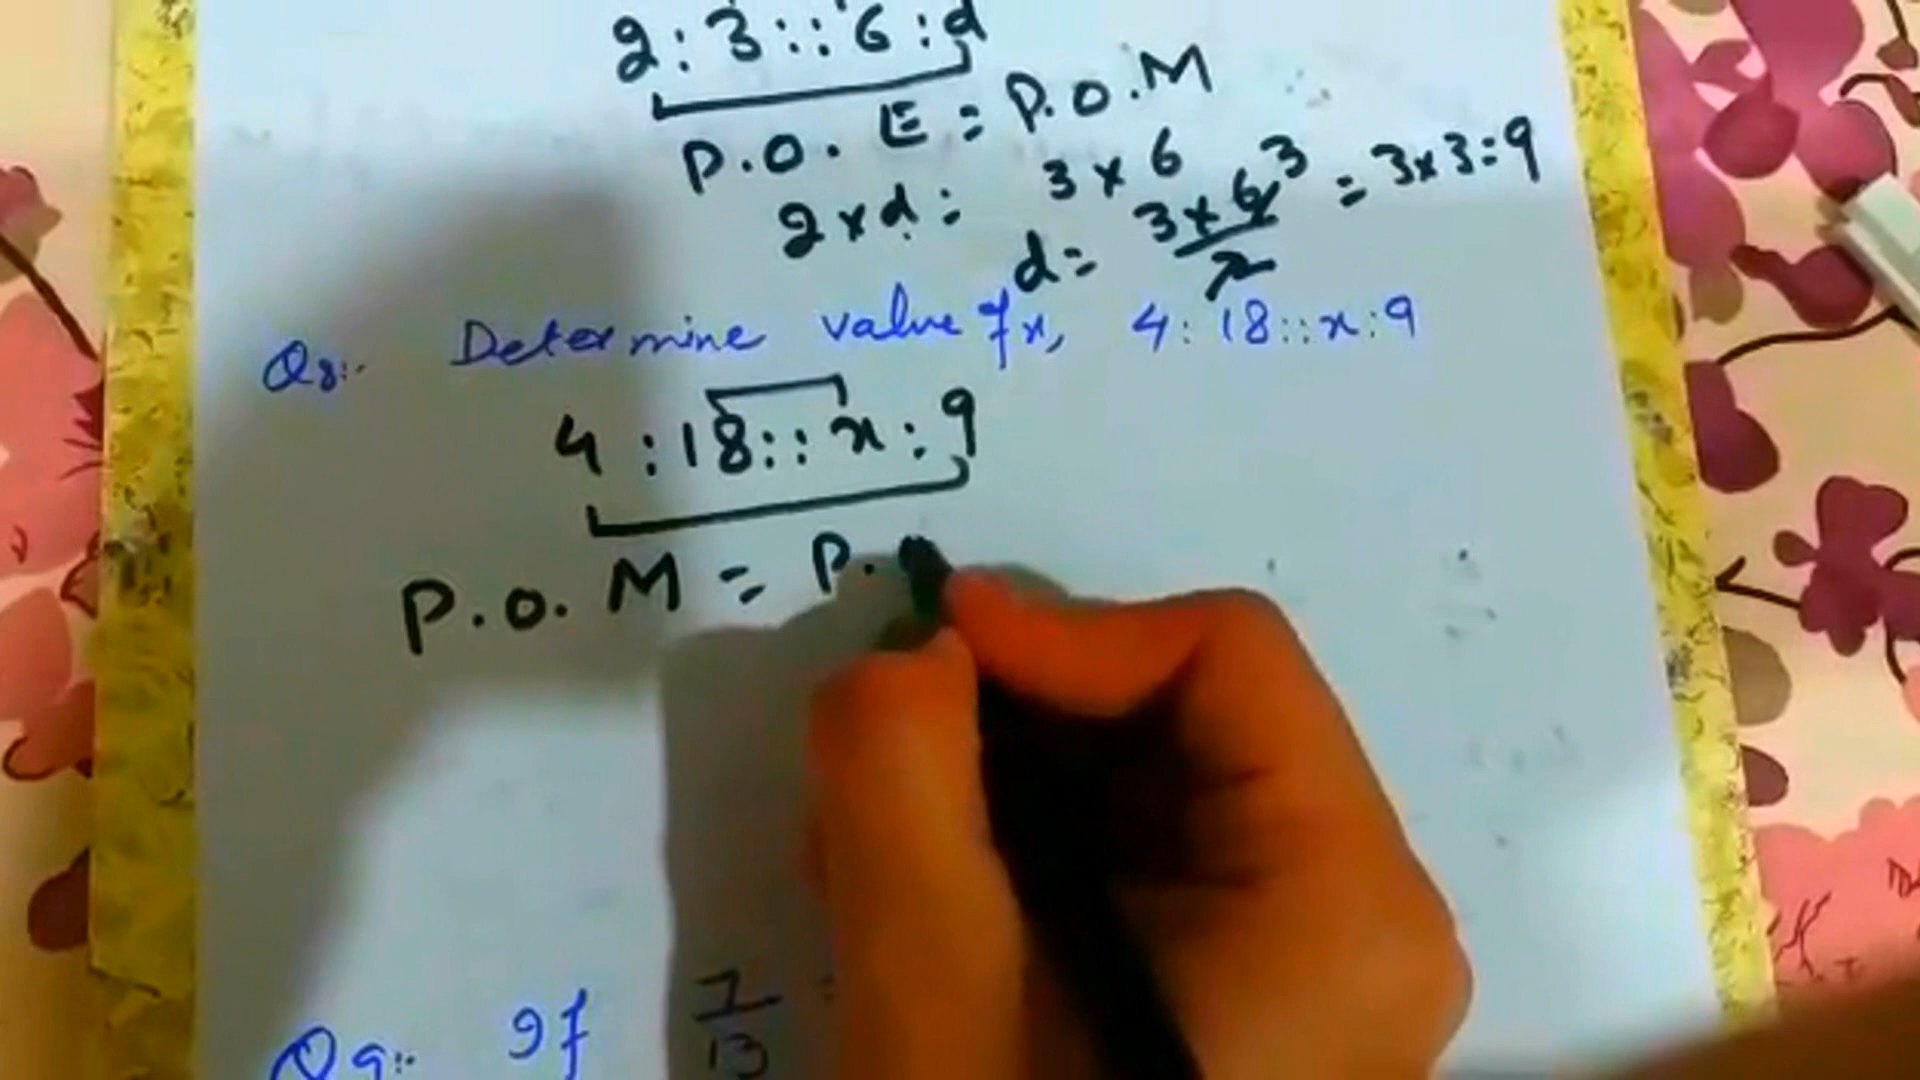 2:3::6:d
P.O.E = P.O.M
2×d = 3×6
d = 3×6/2 3 = 3×3=9
Q8:- Determine value of x, 4:18::x:9
4:18::x:9
P.O.M = P.
Q9:- If 7/13